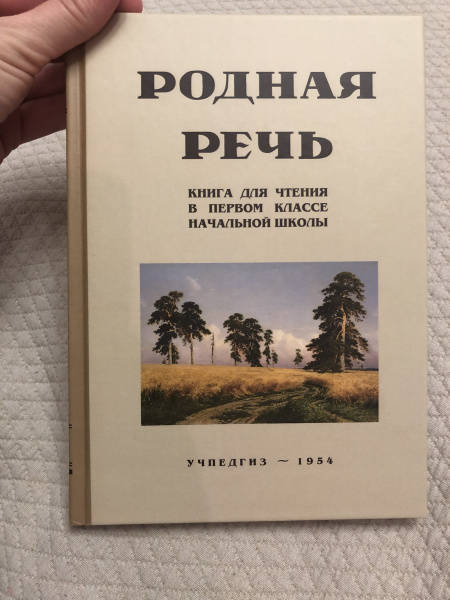 РОДНАЯ
РЕЧЬ
КНИГА ДЛЯ ЧТЕНИЯ
В ПЕРВОМ КЛАССЕ
НАЧАЛЬНОЙ ШКОЛЫ
УЧПЕДГИЗ ~ 1954